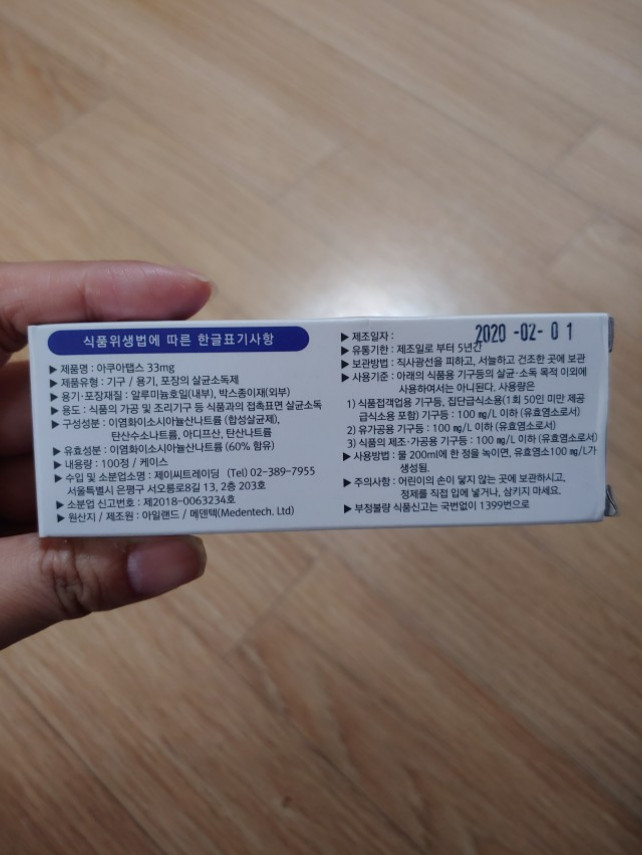 식품위생법에 따른 한글표기사항
▶ 제품명 : 아쿠아탭스 33mg
▶ 제품유형 : 기구 / 용기, 포장의 살균소독제
▶ 용기·포장재질 : 알루미늄호일(내부), 박스종이재(외부)
▶ 용도 : 식품의 가공 및 조리기구 등 식품과의 접촉표면 살균소독
▶ 구성성분 : 이염화이소시아눌산나트륨 (합성살균제),
탄산수소나트륨, 아디프산, 탄산나트륨
▶ 유효성분 : 이염화이소시아눌산나트륨 (60% 함유)
▶ 내용량 : 100정 / 케이스
▶ 수입 및 소분업소명 : 제이씨트레이딩 (Tel) 02-389-7955
서울특별시 은평구 서오릉로8길 13, 2층 203호
▶ 소분업 신고번호 : 제2018-0063234호
▶ 원산지 / 제조원 : 아일랜드 / 메덴텍(Medentech. Ltd)
▶ 제조일자 : 2020 -02- 01
▶ 유통기한 : 제조일로 부터 5년간
▶ 보관방법 : 직사광선을 피하고, 서늘하고 건조한 곳에 보관
▶ 사용기준 : 아래의 식품용 기구등의 살균·소독 목적 이외에
사용하여서는 아니된다. 사용량은
1) 식품접객업용 기구등, 집단급식소용(1회 50인 미만 제공
급식소용 포함) 기구등 : 100 ㎎/L 이하 (유효염소로서)
2) 유가공용 기구등 : 100 ㎎/L 이하 (유효염소로서)
3) 식품의 제조·가공용 기구등 : 100 ㎎/L 이하 (유효염소로서)
▶ 사용방법 : 물 200ml에 한 정을 녹이면, 유효염소100 ㎎/L가
생성됨.
▶ 주의사항 : 어린이의 손이 닿지 않는 곳에 보관하시고,
정제를 직접 입에 넣거나, 삼키지 마세요.
▶ 부정불량 식품신고는 국번없이 1399번으로